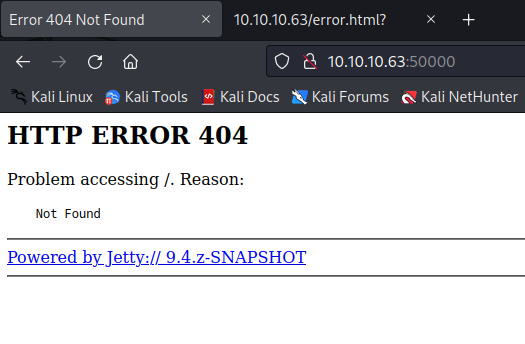 Error 404 Not Found
10.10.10.63/error.html?
10.10.10.63:50000
Kali Linux Kali Tools Kali Docs Kali Forums Kali NetHunter
HTTP ERROR 404
Problem accessing /. Reason:
Not Found
Powered by Jetty:// 9.4.z-SNAPSHOT